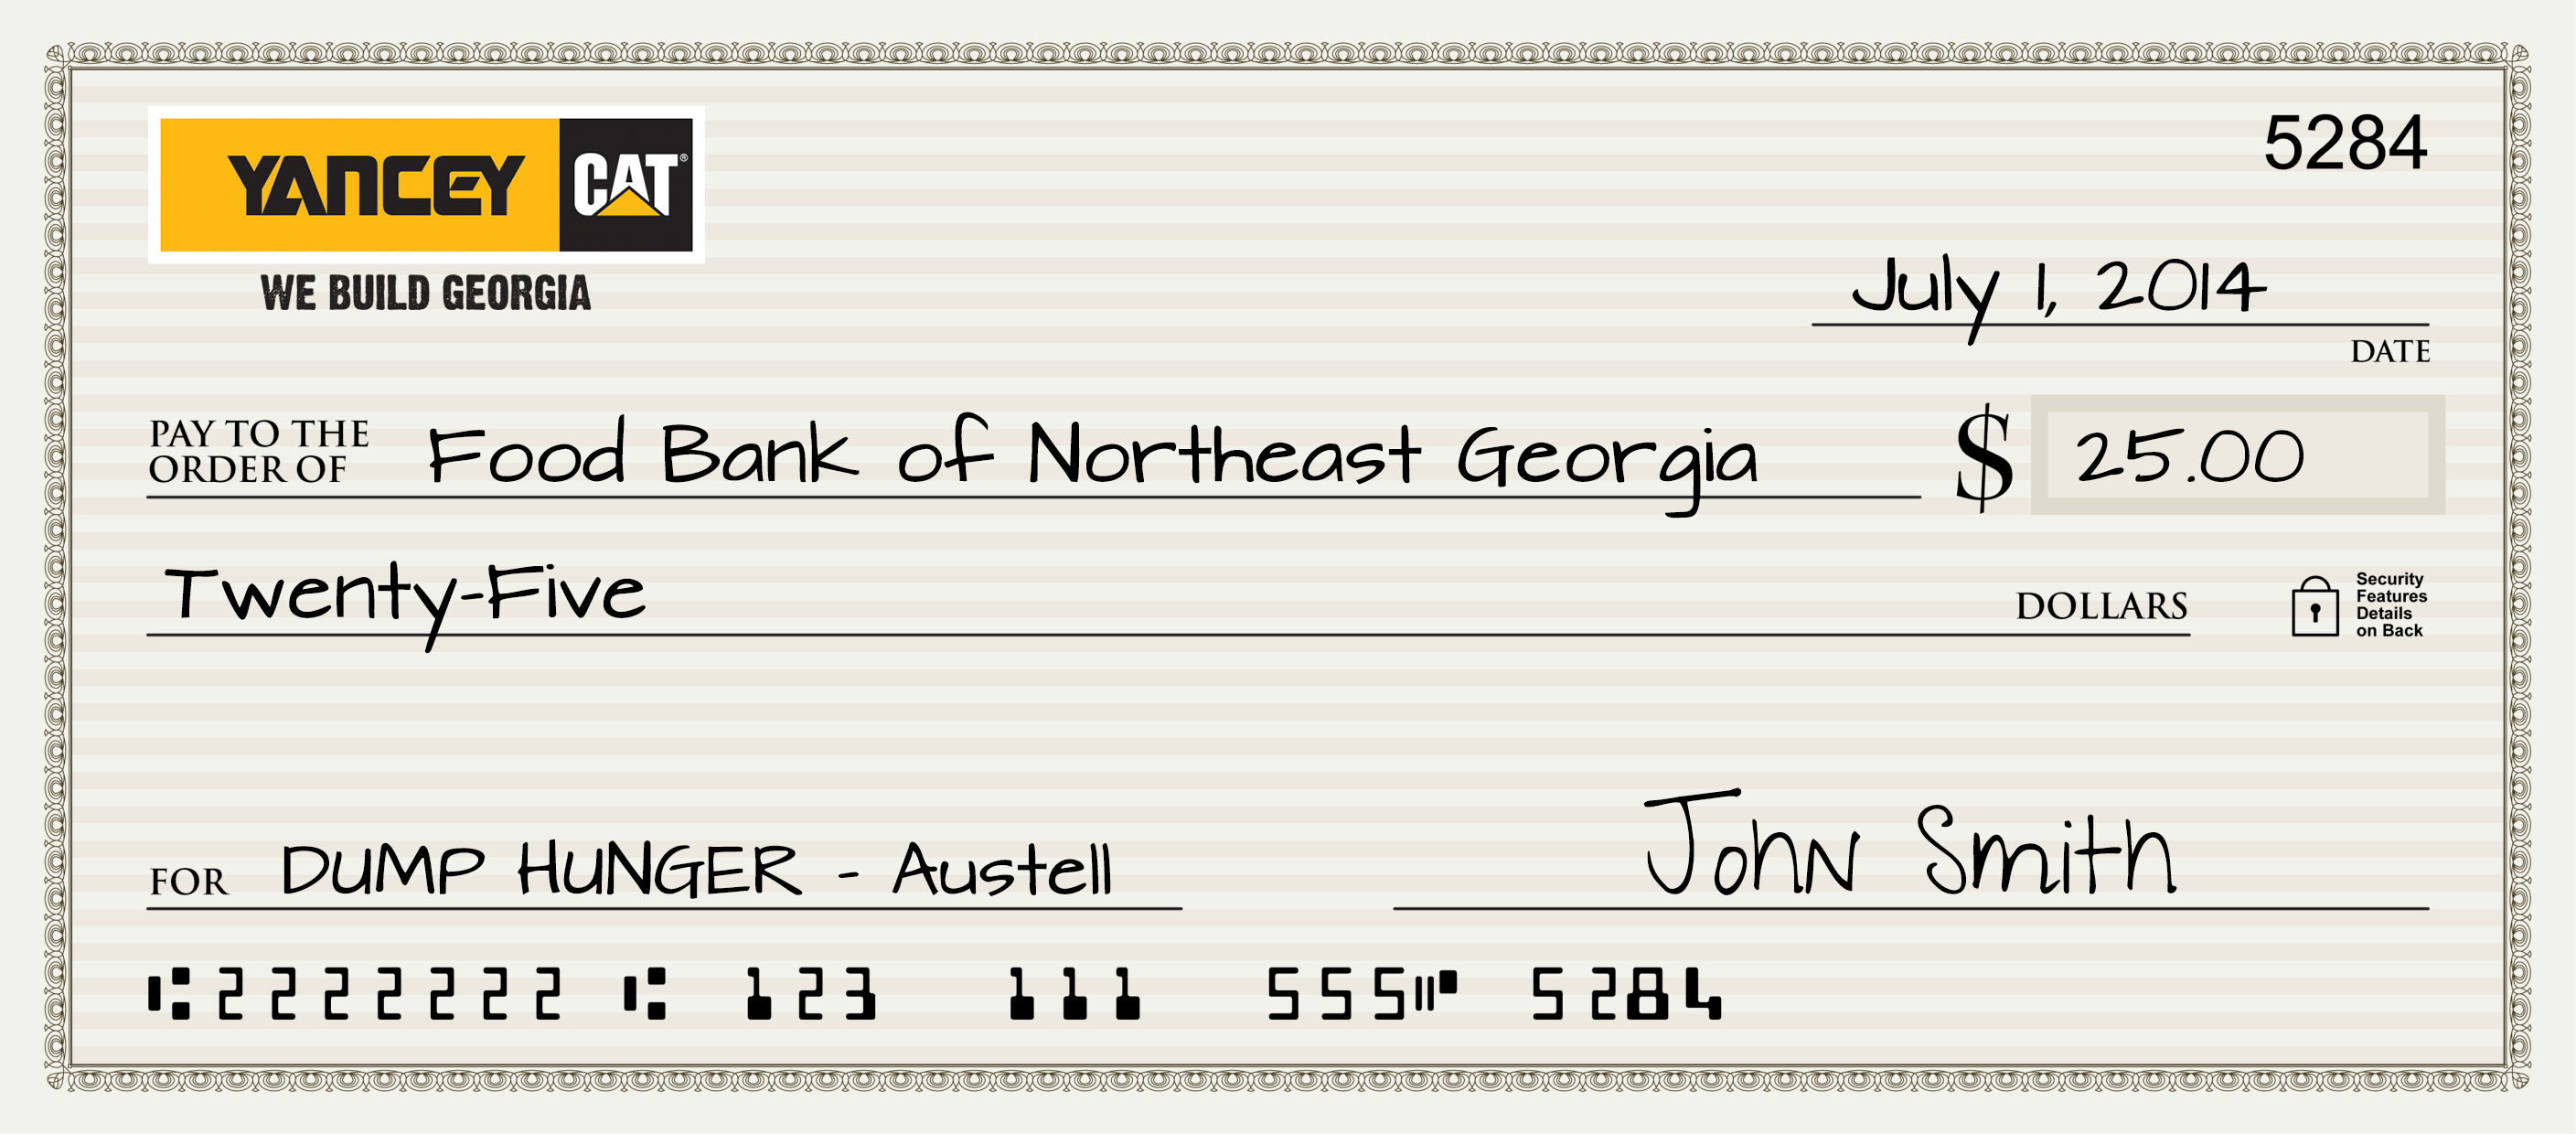 YANCEY CAT®
WE BUILD GEORGIA
5284
July 1, 2014
DATE
PAY TO THE
ORDER OF Food Bank of Northeast Georgia $ 25.00
Twenty-Five DOLLARS
Security
Features
Details
on Back
FOR DUMP HUNGER - Austell
John Smith
⑆2222222⑆ 123 111 555⑈ 5284